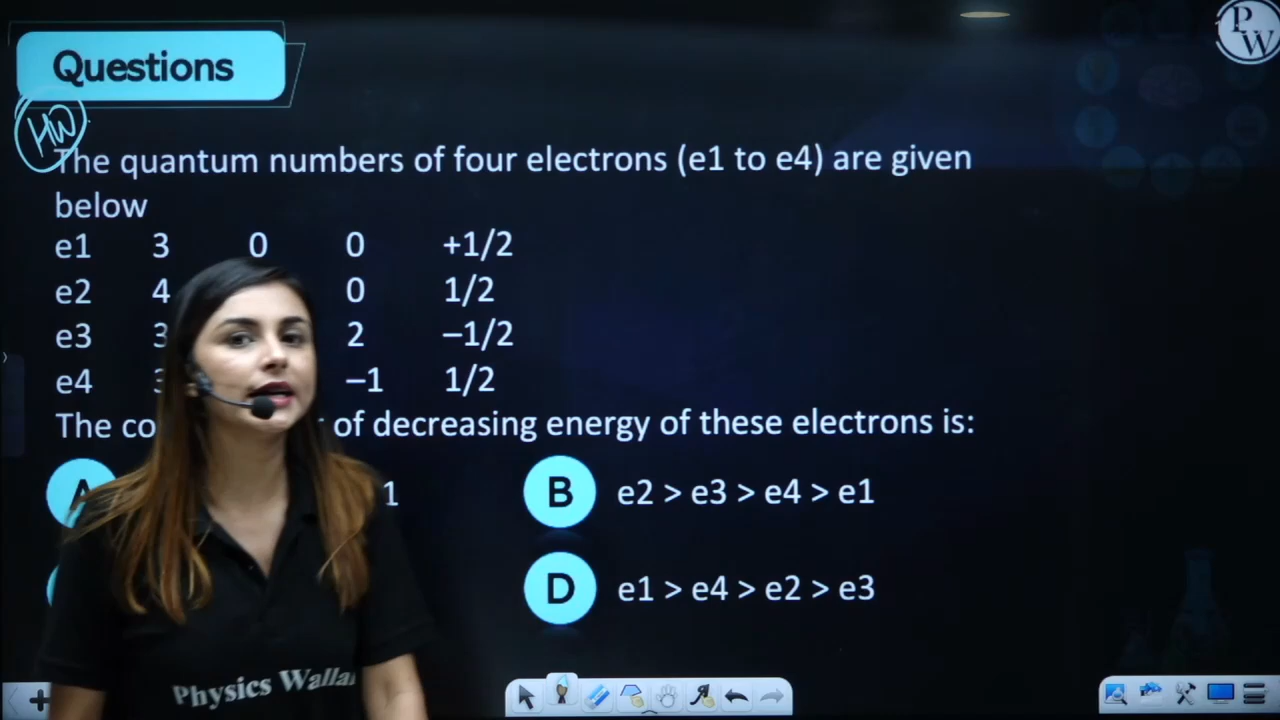 Questions
P
W
HW
The quantum numbers of four electrons (e1 to e4) are given
below
e1 3 0 0 +1/2
e2 4 0 1/2
e3 3 2 –1/2
e4 –1 1/2
The of decreasing energy of these electrons is:
A 1
B e2 > e3 > e4 > e1
D e1 > e4 > e2 > e3
Physics